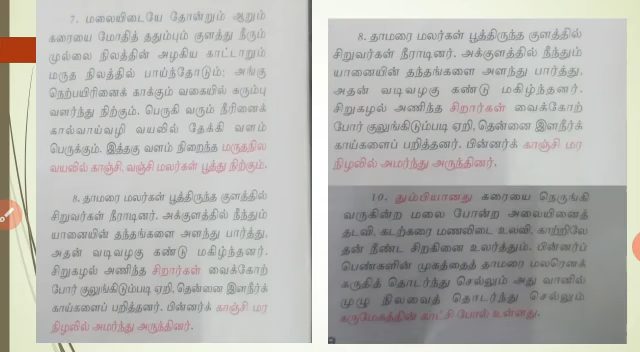 7. மலையிடையே தோன்றும் ஆறும்
கரையை மோதித் ததும்பும் குளத்து நீரும்
முல்லை நிலத்தின் அழகிய காட்டாறும்
மருத நிலத்தில் பாய்ந்தோடும்; அங்கு
நெற்பயிரினைக் காக்கும் வகையில் கரும்பு
வளர்ந்து நிற்கும். பெருகி வரும் நீரினைக்
கால்வாய்வழி வயலில் தேக்கி வளம்
பெருக்கும். இத்தகு வளம் நிறைந்த மருதநில
வயலில் காஞ்சி, வஞ்சி மலர்கள் பூத்து நிற்கும்.
8. தாமரை மலர்கள் பூத்திருந்த குளத்தில்
சிறுவர்கள் நீராடினர். அக்குளத்தில் நீந்தும்
யானையின் தந்தங்களை அளந்து பார்த்து,
அதன் வடிவழகு கண்டு மகிழ்ந்தனர்.
சிறுகழல் அணிந்த சிறார்கள் வைக்கோற்
போர் குலுங்கிடும்படி ஏறி, தென்னை இளநீர்க்
காய்களைப் பறித்தனர். பின்னர்க் காஞ்சி மர
நிழலில் அமர்ந்து அருந்தினர்.
8. தாமரை மலர்கள் பூத்திருந்த குளத்தில்
சிறுவர்கள் நீராடினர். அக்குளத்தில் நீந்தும்
யானையின் தந்தங்களை அளந்து பார்த்து,
அதன் வடிவழகு கண்டு மகிழ்ந்தனர்.
சிறுகழல் அணிந்த சிறார்கள் வைக்கோற்
போர் குலுங்கிடும்படி ஏறி, தென்னை இளநீர்க்
காய்களைப் பறித்தனர். பின்னர்க் காஞ்சி மர
நிழலில் அமர்ந்து அருந்தினர்.
10. தும்பியானது கரையை நெருங்கி
வருகின்ற மலை போன்ற அலையினைத்
தடவி, கடற்கரை மணலிடை உலவி, காற்றிலே
தன் நீண்ட சிறகினை உலர்த்தும். பின்னர்ப்
பெண்களின் முகத்தைத் தாமரை மலரெனக்
கருதித் தொடர்ந்து செல்லும் அது வானில்
முழு நிலவைத் தொடர்ந்து செல்லும்
கருமேகத்தின் காட்சி போல் உள்ளது.